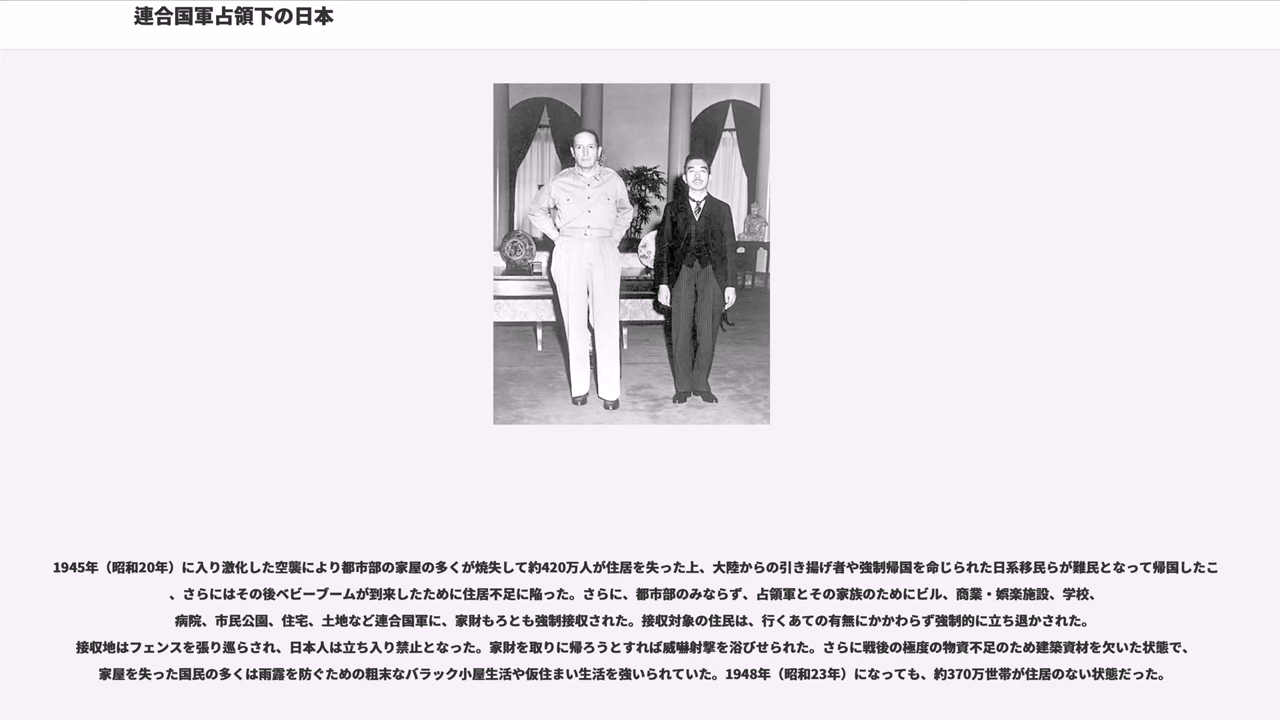 連合国軍占領下の日本
1945年（昭和20年）に入り激化した空襲により都市部の家屋の多くが焼失して約420万人が住居を失った上、大陸からの引き揚げ者や強制帰国を命じられた日系移民らが難民となって帰国したこ
、さらにはその後ベビーブームが到来したために住居不足に陥った。さらに、都市部のみならず、占領軍とその家族のためにビル、商業・娯楽施設、学校、
病院、市民公園、住宅、土地など連合国軍に、家財もろとも強制接収された。接収対象の住民は、行くあての有無にかかわらず強制的に立ち退かされた。
接収地はフェンスを張り巡らされ、日本人は立ち入り禁止となった。家財を取りに帰ろうとすれば威嚇射撃を浴びせられた。さらに戦後の極度の物資不足のため建築資材を欠いた状態で、
家屋を失った国民の多くは雨露を防ぐための粗末なバラック小屋生活や仮住まい生活を強いられていた。1948年（昭和23年）になっても、約370万世帯が住居のない状態だった。